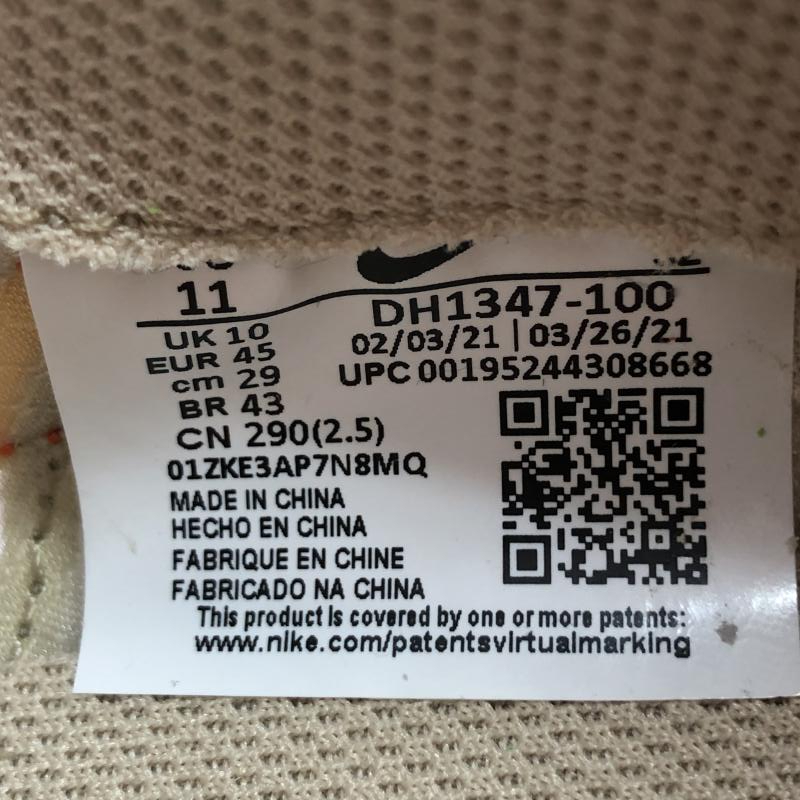 11
UK 10
EUR 45
cm 29
BR 43
CN 290(2.5)
01ZKE3AP7N8MQ
DH1347-100
02/03/21 | 03/26/21
UPC 00195244308668
MADE IN CHINA
HECHO EN CHINA
FABRIQUE EN CHINE
FABRICADO NA CHINA
This product is covered by one or more patents:
www.nike.com/patentsvirtualmarking